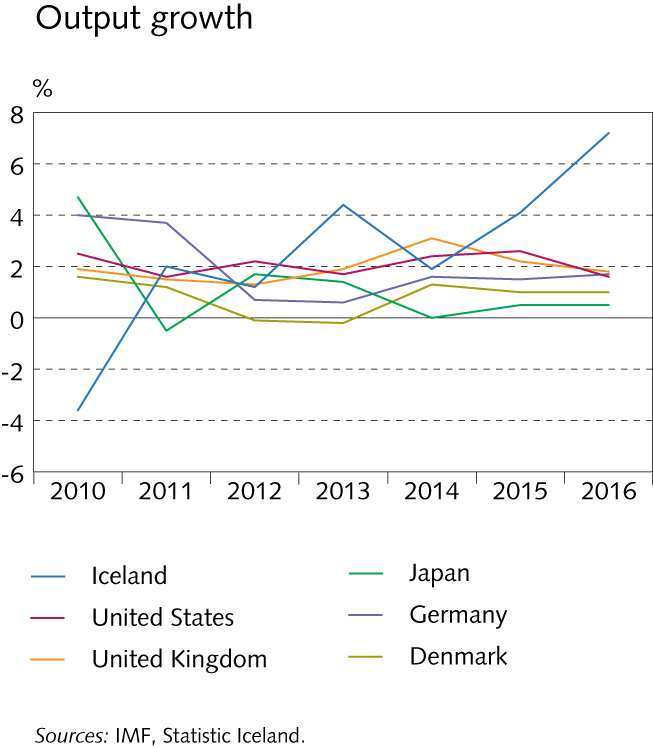 Output growth
%
8
6
4
2
0
-2
-4
-6
2010 2011 2012 2013 2014 2015 2016
Iceland
United States
United Kingdom
Japan
Germany
Denmark
Sources: IMF, Statistic Iceland.